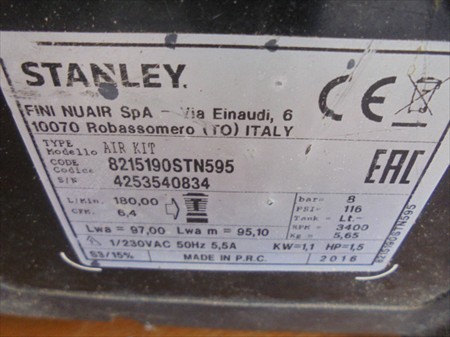 STANLEY.
CE
FINI NUAIR SpA - Via Einaudi, 6
10070 Robassomero (TO) ITALY
TYPE
Modello AIR KIT
CODE
Codice 8215190STN595
S/N 4253540834
EAC
L/Min. 180,00
CFM. 6,4
bar= 8
PSI= 116
Tank - Lt.-
RPM = 3400
Kg = 5,65
Lwa = 97,00 Lwa m = 95,10
1/230VAC 50Hz 5,5A KW=1,1 HP=1,5
S3/15% MADE IN P.R.C. 2016
8215190STN595